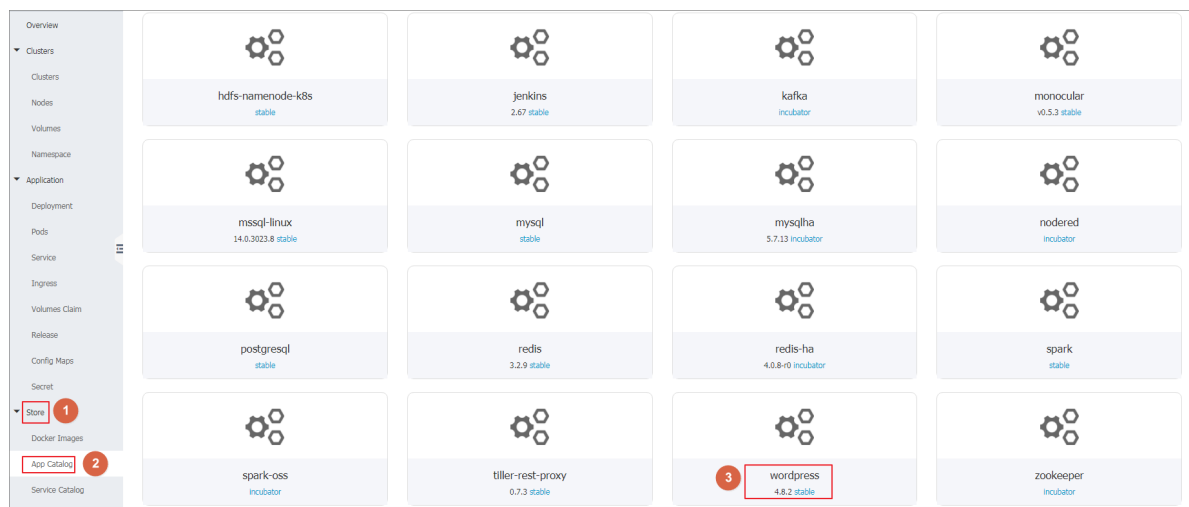 Overview
Clusters
Clusters
Nodes
Volumes
Namespace
Application
Deployment
Pods
Service
Ingress
Volumes Claim
Release
Config Maps
Secret
Store
1
Docker Images
App Catalog
2
Service Catalog
hdfs-namenode-k8s
stable
jenkins
2.67 stable
kafka
incubator
monocular
v0.5.3 stable
mssql-linux
14.0.3023.8 stable
mysql
stable
mysqlha
5.7.13 incubator
nodered
incubator
postgresql
stable
redis
3.2.9 stable
redis-ha
4.0.8-r0 incubator
spark
stable
spark-oss
incubator
tiller-rest-proxy
0.7.3 stable
3
wordpress
4.8.2 stable
zookeeper
incubator